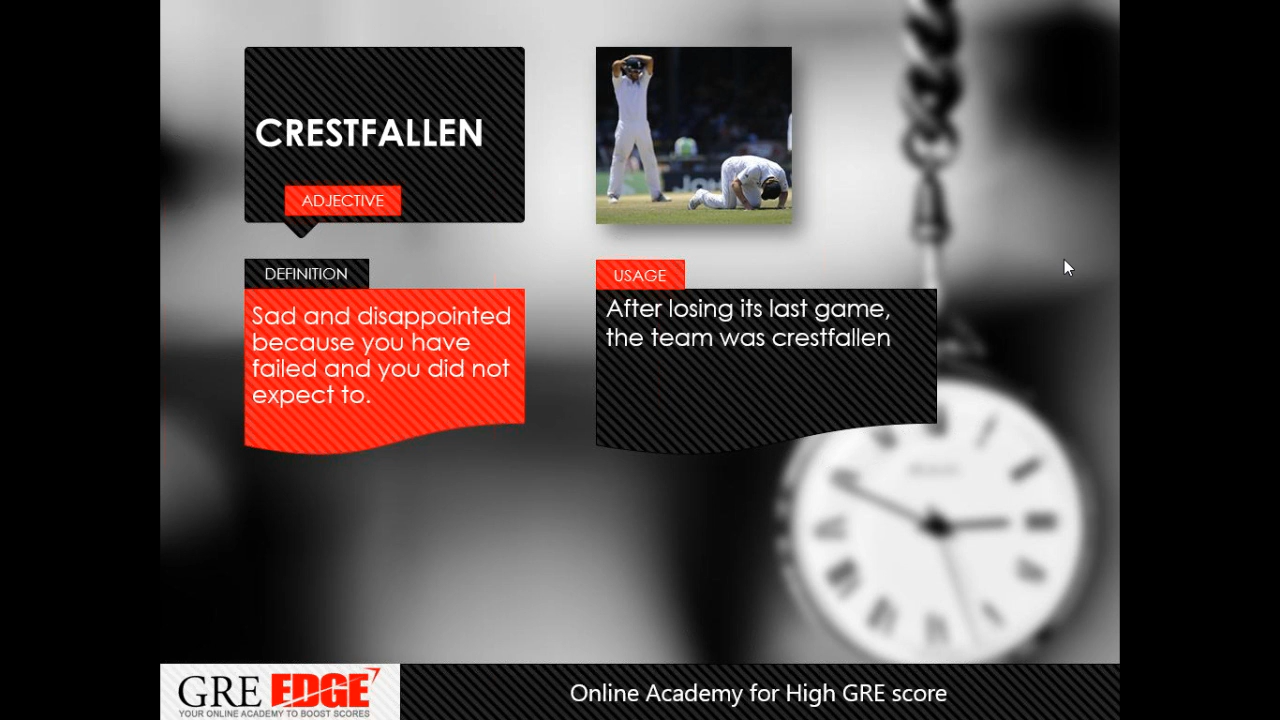 CRESTFALLEN
ADJECTIVE
DEFINITION
Sad and disappointed
because you have
failed and you did not
expect to.
USAGE
After losing its last game,
the team was crestfallen
GRE EDGE
YOUR ONLINE ACADEMY TO BOOST SCORES
Online Academy for High GRE score